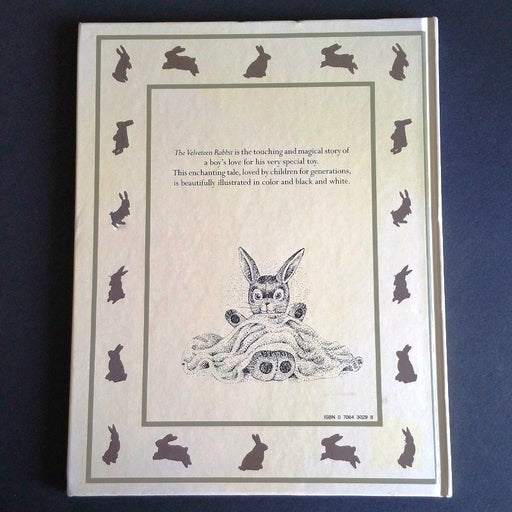 The Velveteen Rabbit is the touching and magical story of
a boy's love for his very special toy.
This enchanting tale, loved by children for generations,
is beautifully illustrated in color and black and white.
ISBN 0 7064 3029 8